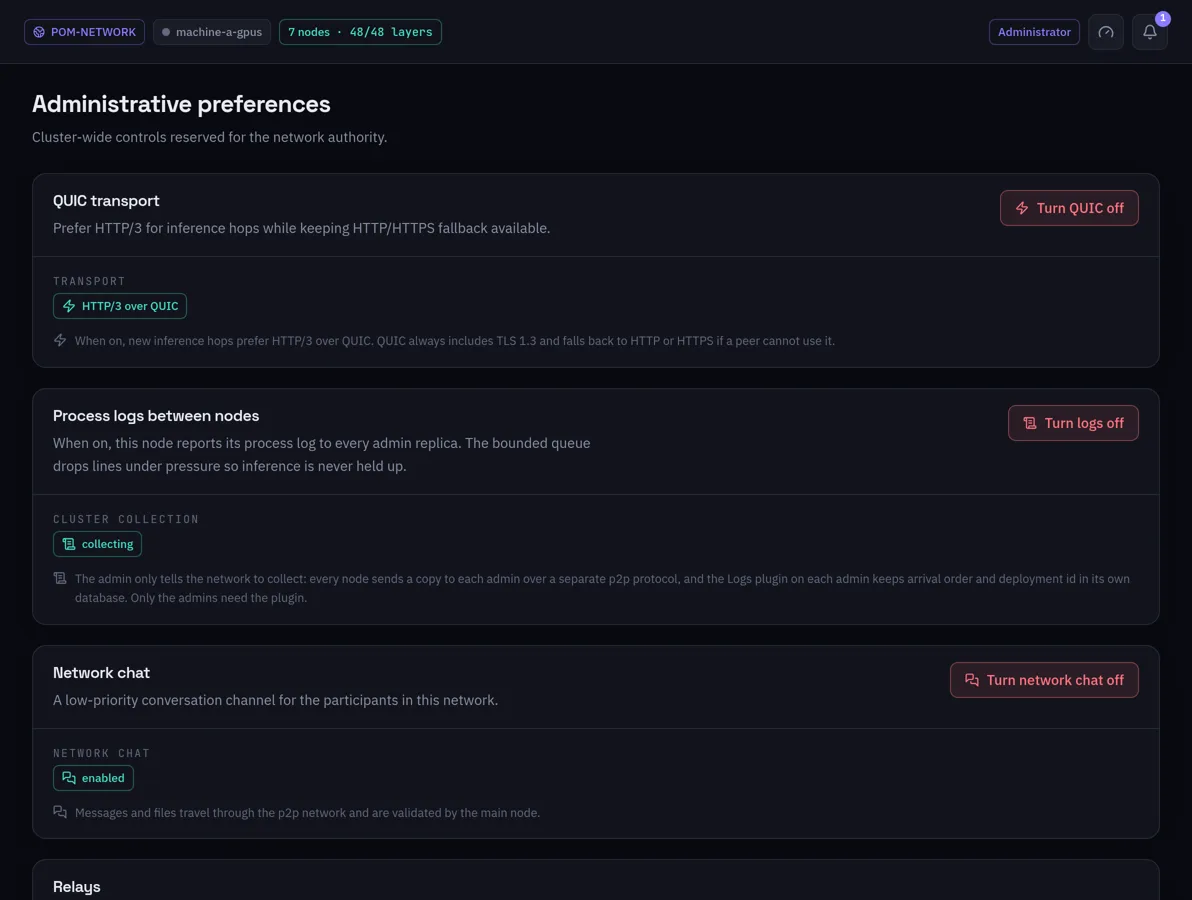 POM-NETWORK
machine-a-gpus
7 nodes · 48/48 layers
Administrator
1
Administrative preferences
Cluster-wide controls reserved for the network authority.
QUIC transport
Prefer HTTP/3 for inference hops while keeping HTTP/HTTPS fallback available.
Turn QUIC off
TRANSPORT
HTTP/3 over QUIC
When on, new inference hops prefer HTTP/3 over QUIC. QUIC always includes TLS 1.3 and falls back to HTTP or HTTPS if a peer cannot use it.
Process logs between nodes
When on, this node reports its process log to every admin replica. The bounded queue
drops lines under pressure so inference is never held up.
Turn logs off
CLUSTER COLLECTION
collecting
The admin only tells the network to collect: every node sends a copy to each admin over a separate p2p protocol, and the Logs plugin on each admin keeps arrival order and deployment id in its own
database. Only the admins need the plugin.
Network chat
A low-priority conversation channel for the participants in this network.
Turn network chat off
NETWORK CHAT
enabled
Messages and files travel through the p2p network and are validated by the main node.
Relays